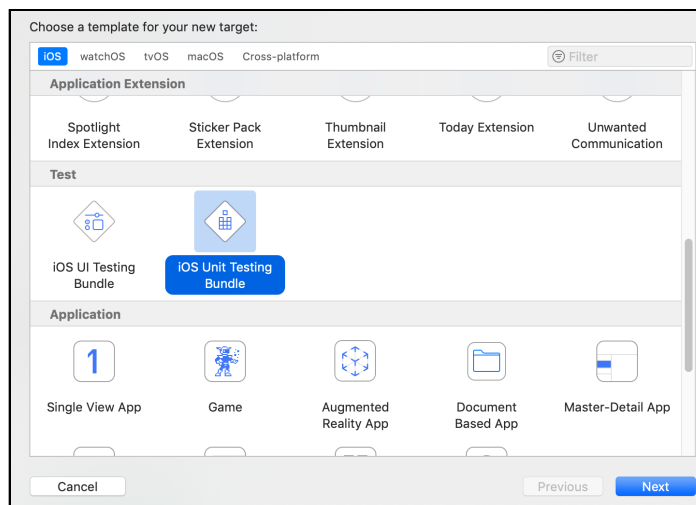 Choose a template for your new target:
iOS watchOS tvOS macOS Cross-platform Filter
Application Extension
Spotlight Index Extension
Sticker Pack Extension
Thumbnail Extension
Today Extension
Unwanted Communication
Test
iOS UI Testing Bundle
iOS Unit Testing Bundle
Application
1
Single View App
Game
Augmented Reality App
Document Based App
Master-Detail App
Cancel Previous Next